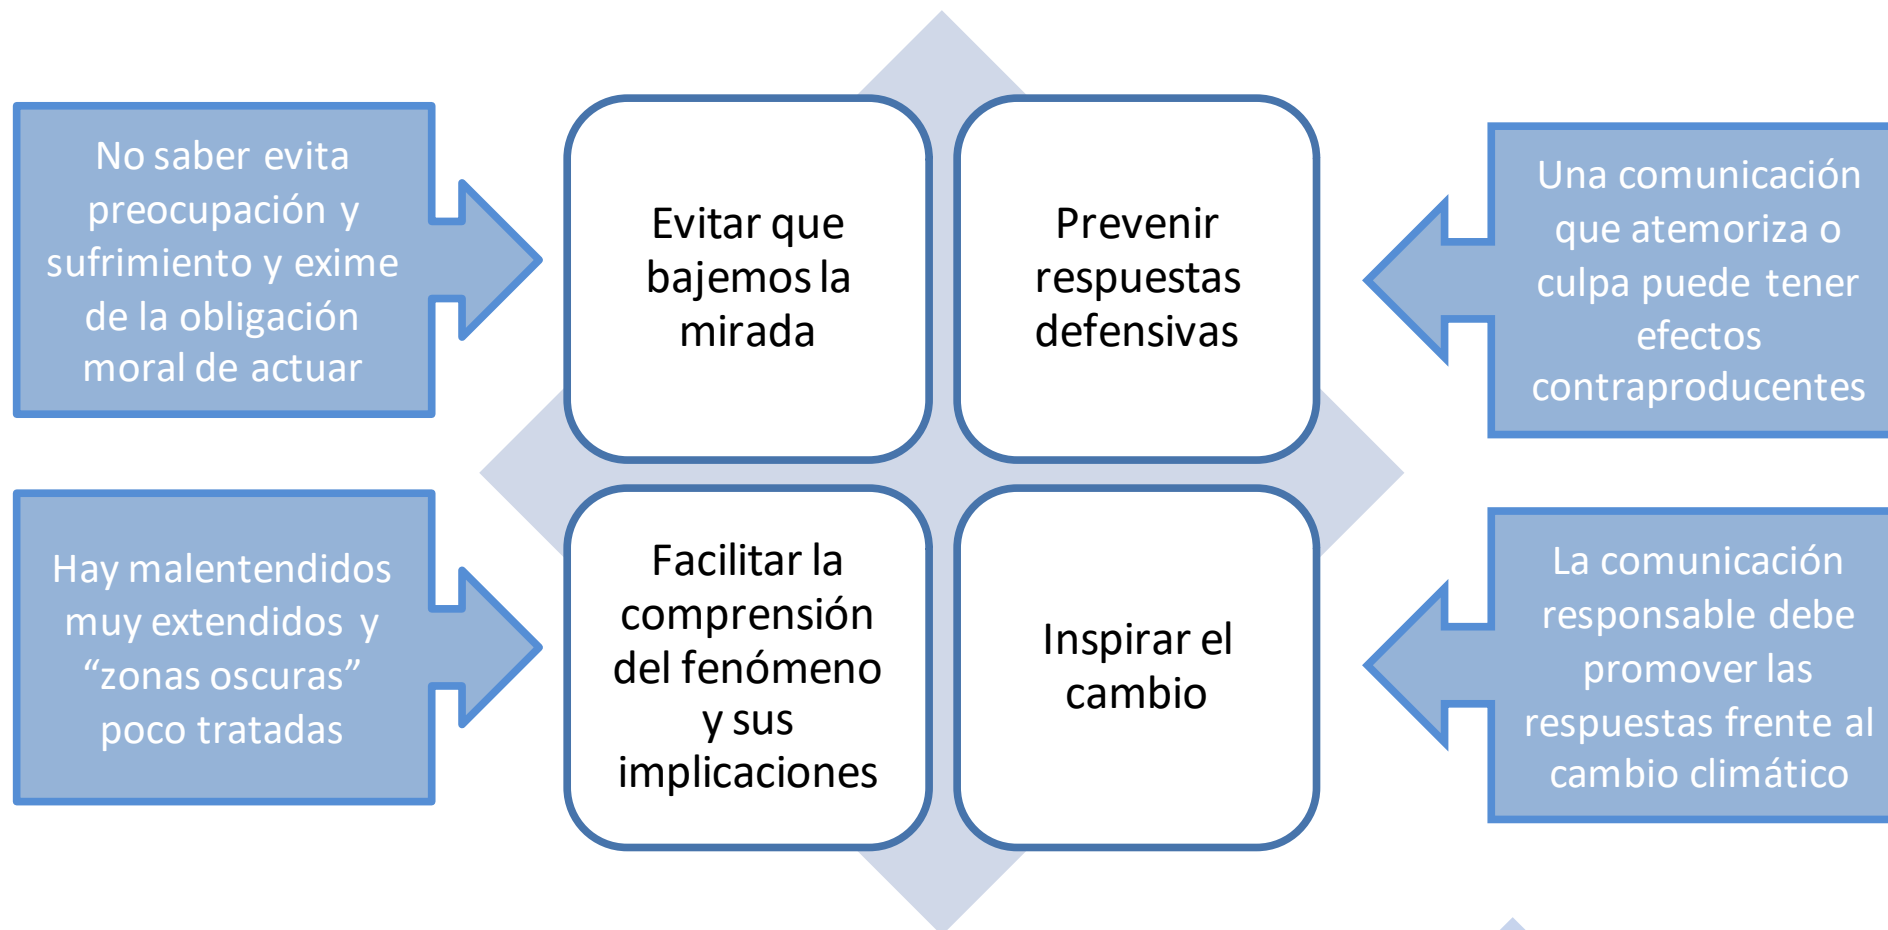 No saber evita
preocupación y
sufrimiento y exime
de la obligación
moral de actuar
Evitar que
bajemos la
mirada
Prevenir
respuestas
defensivas
Una comunicación
que atemoriza o
culpa puede tener
efectos
contraproducentes
Hay malentendidos
muy extendidos y
“zonas oscuras”
poco tratadas
Facilitar la
comprensión
del fenómeno
y sus
implicaciones
Inspirar el
cambio
La comunicación
responsable debe
promover las
respuestas frente al
cambio climático